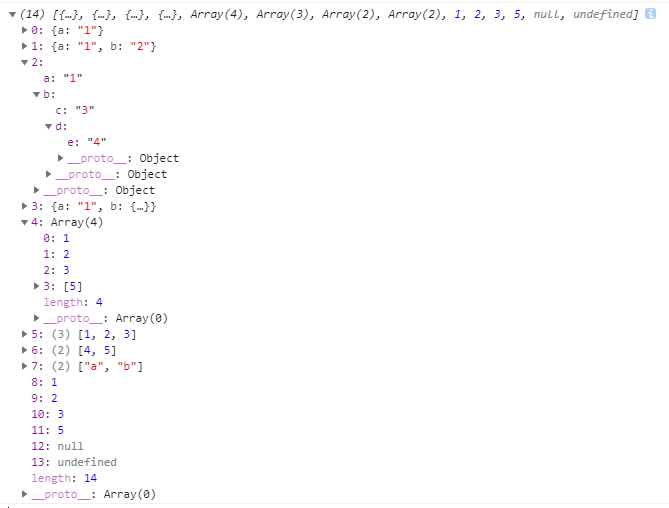 ▼(14) [{…}, {…}, {…}, {…}, Array(4), Array(3), Array(2), Array(2), 1, 2, 3, 5, null, undefined] i
▶0: {a: "1"}
▶1: {a: "1", b: "2"}
▼2:
a: "1"
▼b:
c: "3"
▼d:
e: "4"
▶__proto__: Object
▶__proto__: Object
▶__proto__: Object
▶3: {a: "1", b: {…}}
▼4: Array(4)
0: 1
1: 2
2: 3
▶3: [5]
length: 4
▶__proto__: Array(0)
▶5: (3) [1, 2, 3]
▶6: (2) [4, 5]
▶7: (2) ["a", "b"]
8: 1
9: 2
10: 3
11: 5
12: null
13: undefined
length: 14
▶__proto__: Array(0)